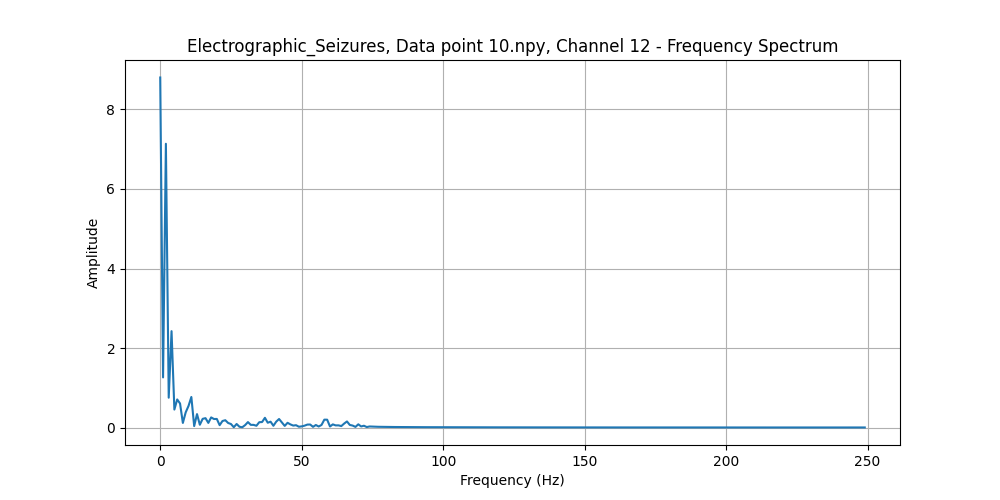 Electrographic_Seizures, Data point 10.npy, Channel 12 - Frequency Spectrum
8
6
4
2
0
Amplitude
0 50 100 150 200 250
Frequency (Hz)